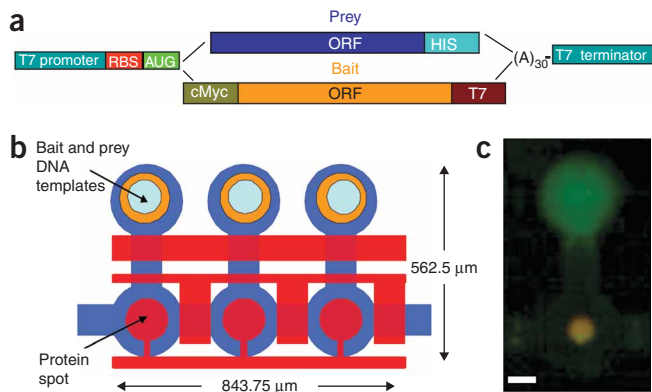 a
Prey
ORF HIS
T7 promoter RBS AUG (A)30- T7 terminator
Bait
cMyc ORF T7
b
Bait and prey
DNA
templates
562.5 µm
Protein
spot
843.75 µm
c